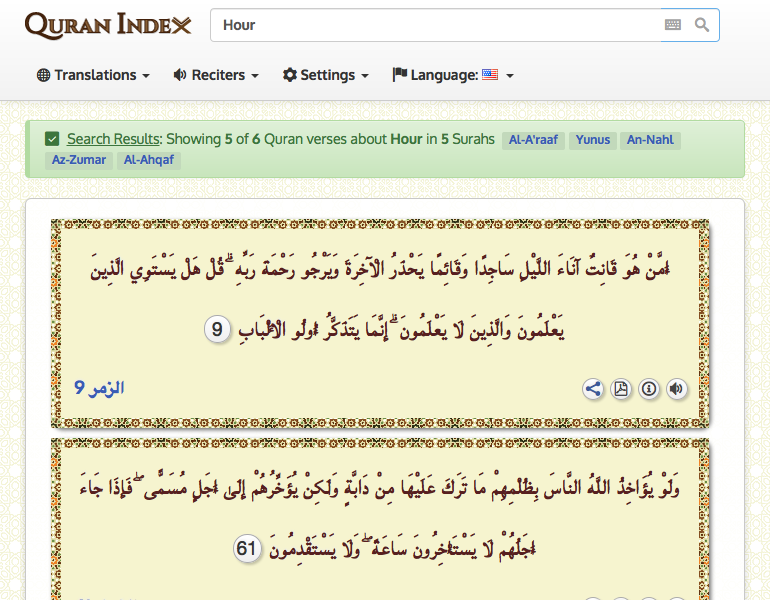 QURAN INDEX
Hour
Translations
Reciters
Settings
Language:
Search Results: Showing 5 of 6 Quran verses about Hour in 5 Surahs Al-A'raaf Yunus An-Nahl
Az-Zumar Al-Ahqaf
أَمَّنْ هُوَ قَانِتٌ آنَاءَ اللَّيْلِ سَاجِدًا وَقَائِمًا يَحْذَرُ الْآخِرَةَ وَيَرْجُو رَحْمَةَ رَبِّهِ ۗ قُلْ هَلْ يَسْتَوِي الَّذِينَ
يَعْلَمُونَ وَالَّذِينَ لَا يَعْلَمُونَ ۗ إِنَّمَا يَتَذَكَّرُ أُولُو الْأَلْبَابِ 9
الزمر 9
وَلَوْ يُؤَاخِذُ اللَّهُ النَّاسَ بِظُلْمِهِمْ مَا تَرَكَ عَلَيْهَا مِنْ دَابَّةٍ وَلَٰكِنْ يُؤَخِّرُهُمْ إِلَىٰ أَجَلٍ مُسَمًّى ۖ فَإِذَا جَاءَ
أَجَلُهُمْ لَا يَسْتَأْخِرُونَ سَاعَةً ۖ وَلَا يَسْتَقْدِمُونَ 61